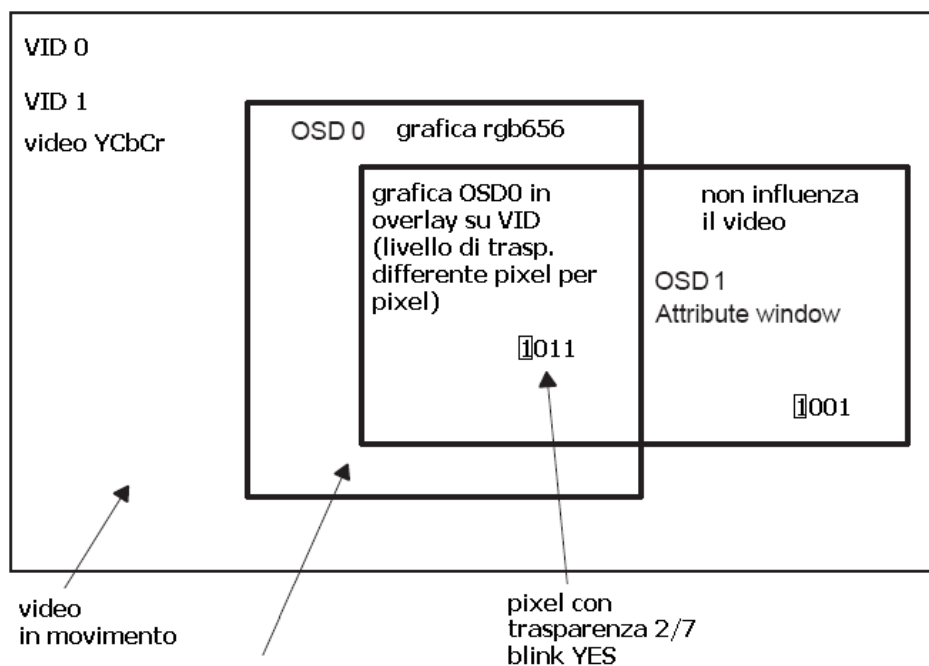 VID 0
VID 1
video YCbCr
OSD 0
grafica rgb656
grafica OSD0 in
overlay su VID
(livello di trasp.
differente pixel per
pixel)
1011
non influenza
il video
OSD 1
Attribute window
1001
video
in movimento
pixel con
trasparenza 2/7
blink YES